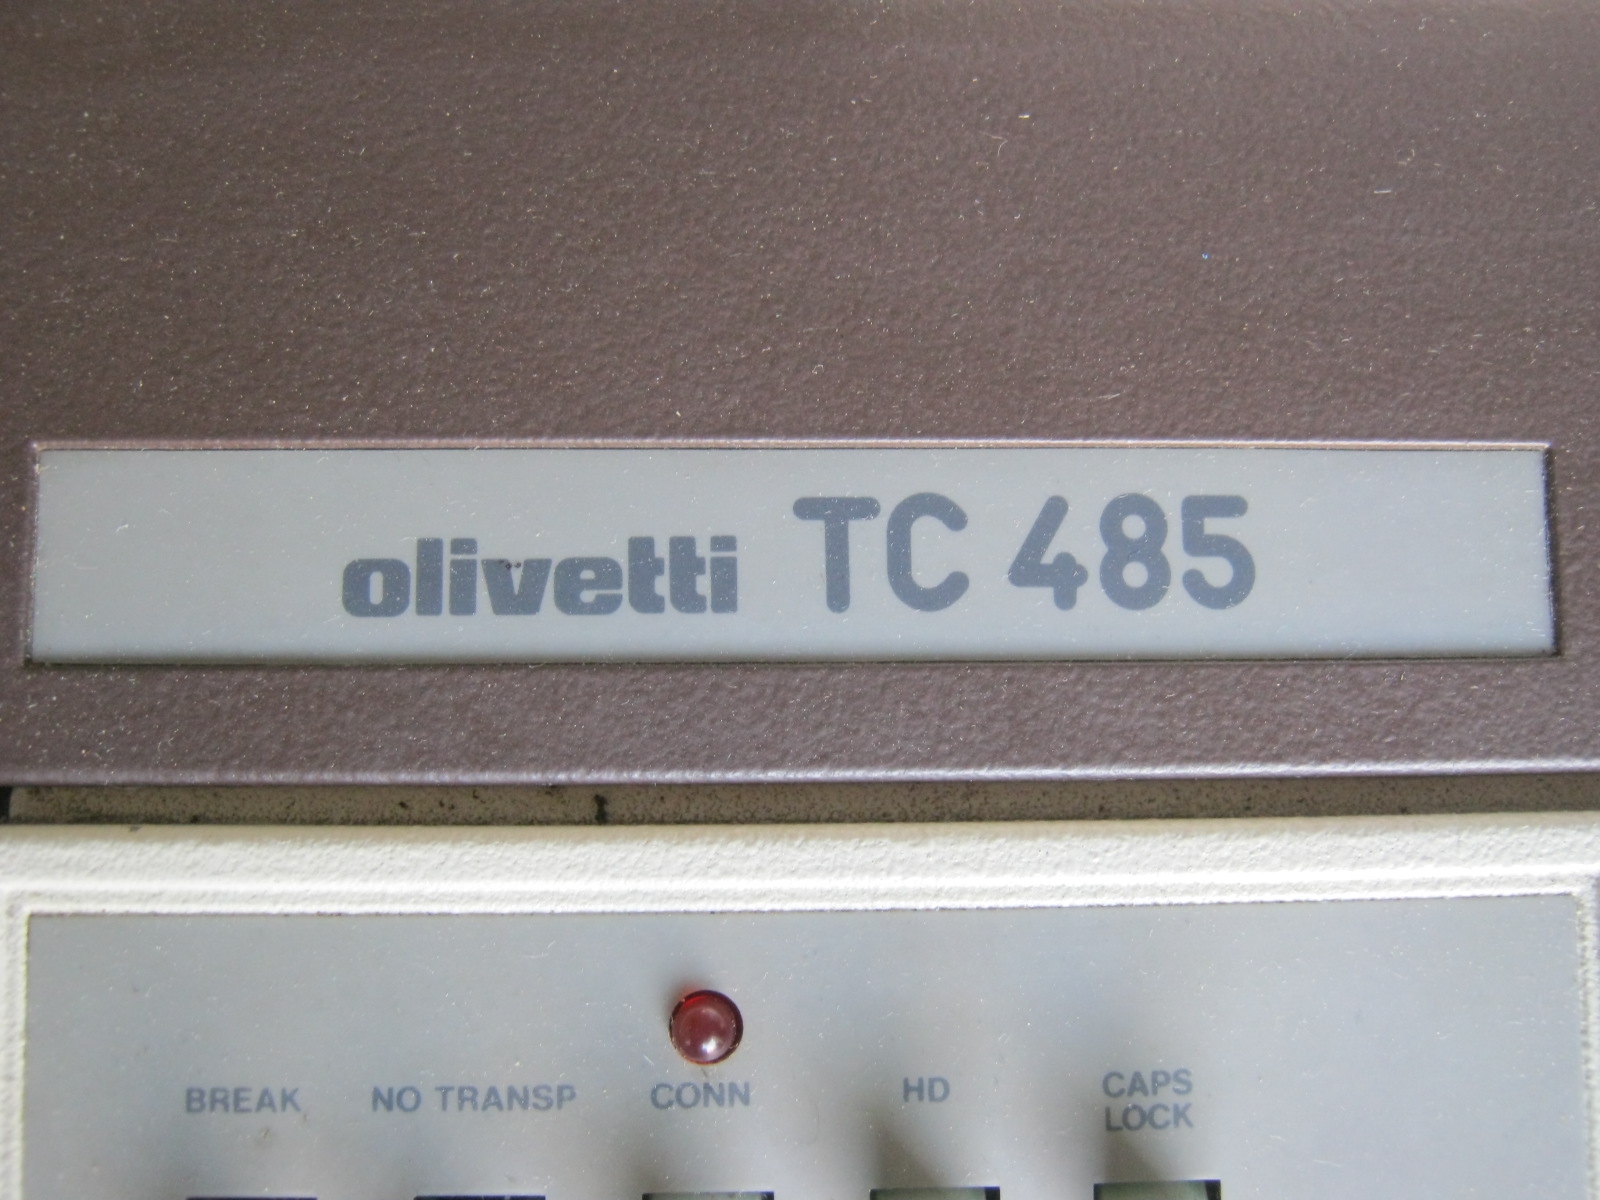 olivetti TC 485
BREAK NO TRANSP CONN HD CAPS LOCK